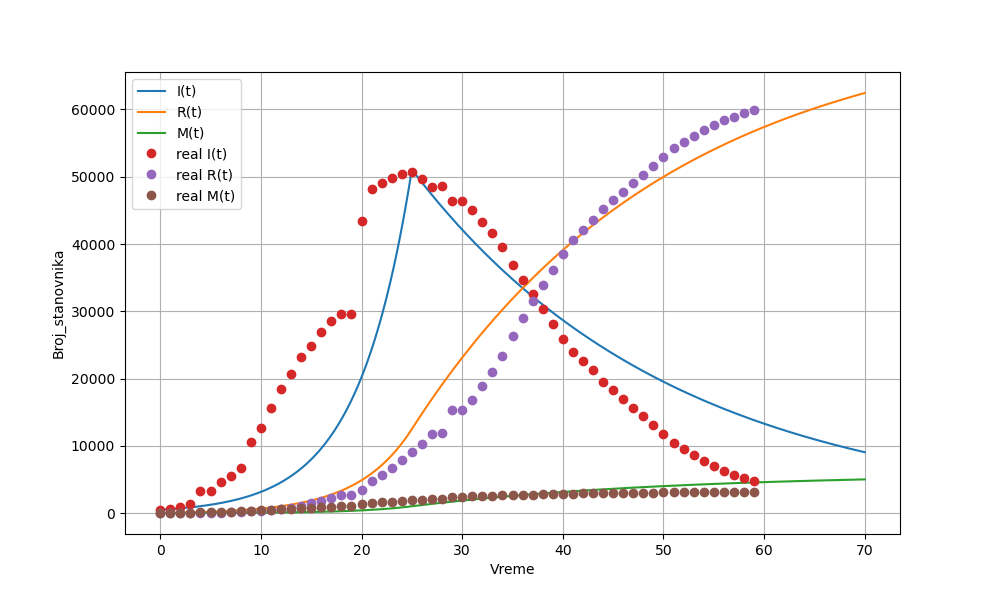 I(t)
R(t)
M(t)
real I(t)
real R(t)
real M(t)
60000
50000
40000
30000
20000
10000
0
Broj_stanovnika
0 10 20 30 40 50 60 70
Vreme